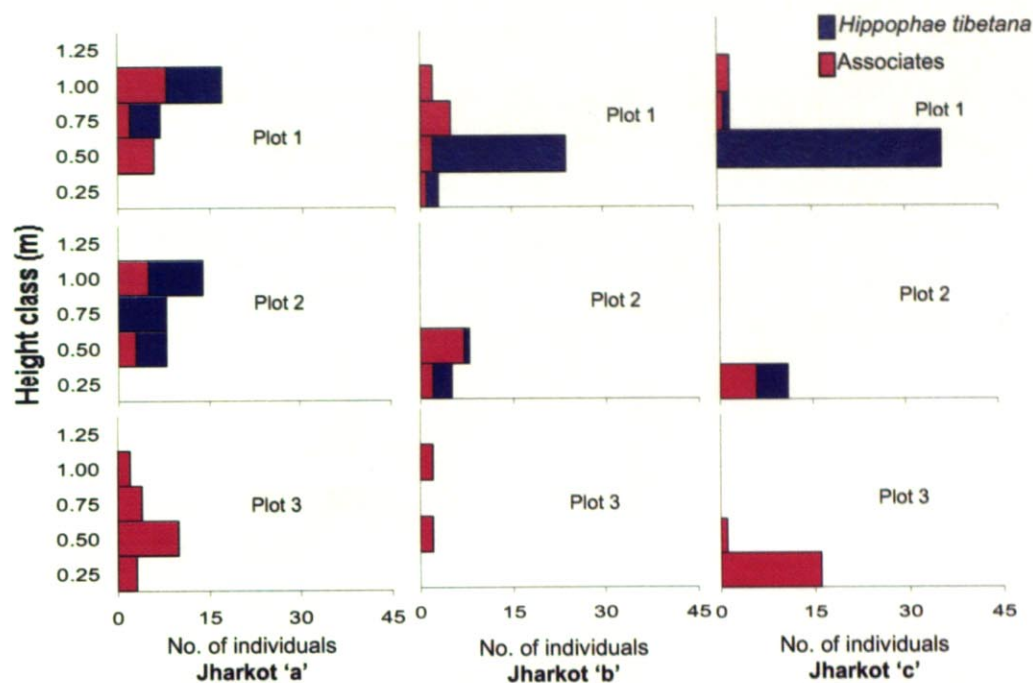 Hippophae tibetana
Associates
Height class (m)
1.25
1.00
0.75
0.50
0.25
Plot 1
Plot 1
Plot 1
1.25
1.00
0.75
0.50
0.25
Plot 2
Plot 2
Plot 2
1.25
1.00
0.75
0.50
0.25
Plot 3
Plot 3
Plot 3
0 15 30 45
0 15 30 45
0 15 30 45
No. of individuals
No. of individuals
No. of individuals
Jharkot 'a'
Jharkot 'b'
Jharkot 'c'